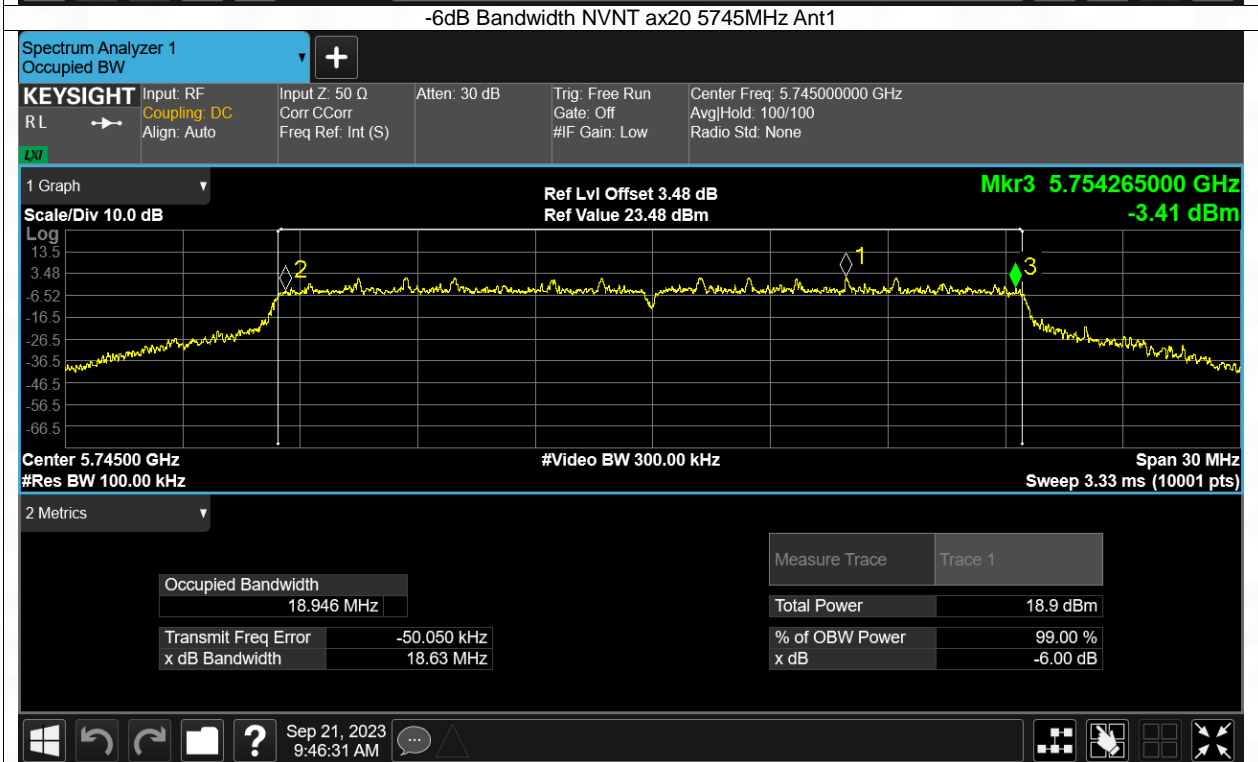 -6dB Bandwidth NVNT ax20 5745MHz Ant1
Spectrum Analyzer 1
Occupied BW
KEYSIGHT Input: RF Input Z: 50 Ω Atten: 30 dB Trig: Free Run Center Freq: 5.745000000 GHz
RL Coupling: DC Corr CCorr Gate: Off Avg|Hold: 100/100
Align: Auto Freq Ref: Int (S) #IF Gain: Low Radio Std: None
LXI
1 Graph Ref Lvl Offset 3.48 dB Mkr3 5.754265000 GHz
Scale/Div 10.0 dB Ref Value 23.48 dBm -3.41 dBm
Log
13.5
3.48
-6.52
-16.5
-26.5
-36.5
-46.5
-56.5
-66.5
2
1
3
Center 5.74500 GHz #Video BW 300.00 kHz Span 30 MHz
#Res BW 100.00 kHz Sweep 3.33 ms (10001 pts)
2 Metrics
Measure Trace Trace 1
Occupied Bandwidth
18.946 MHz Total Power 18.9 dBm
Transmit Freq Error -50.050 kHz % of OBW Power 99.00 %
x dB Bandwidth 18.63 MHz x dB -6.00 dB
? Sep 21, 2023
9:46:31 AM